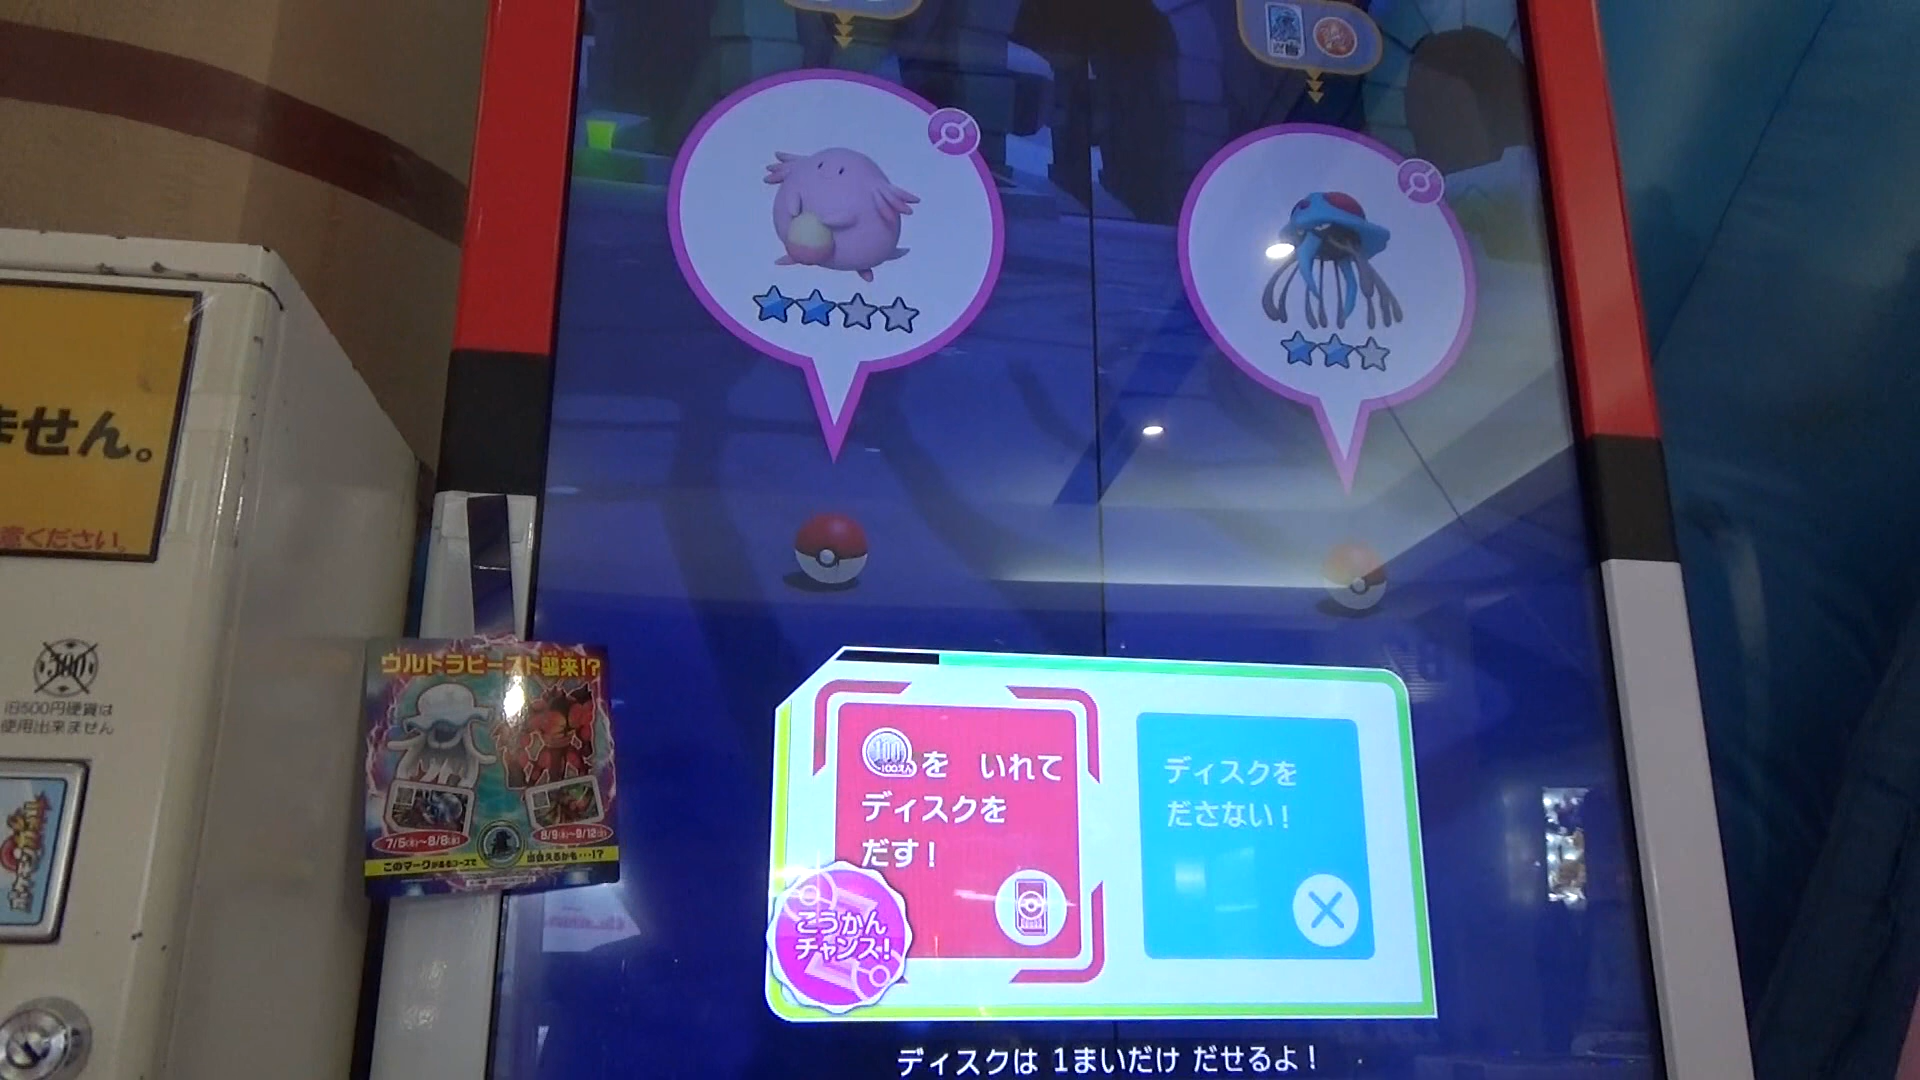 ません。
意ください。
500
旧500円硬貨は
使用出来ません
ウルトラビースト襲来!?
7/5(木)~8/8(水)
8/9(木)~9/12(水)
このマークがあるコースで
出会えるかも…!?
100
100えん
を いれて
ディスクを
だす!
ディスクを
ださない!
こうかん
チャンス!
ディスクは 1まいだけ だせるよ!